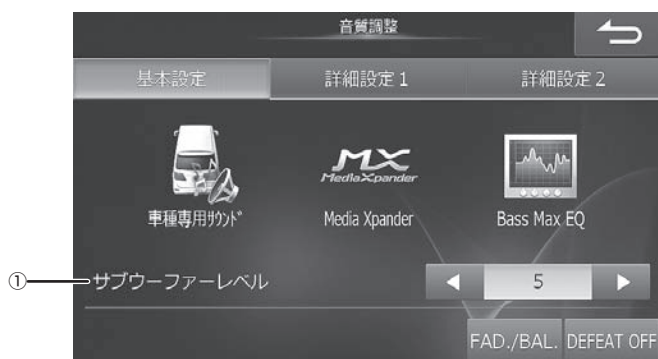 音質調整
基本設定
詳細設定 1
詳細設定 2
MX
MediaXpander
車種専用ｻｳﾝﾄﾞ
Media Xpander
Bass Max EQ
①
サブウーファーレベル
5
FAD./BAL.
DEFEAT OFF